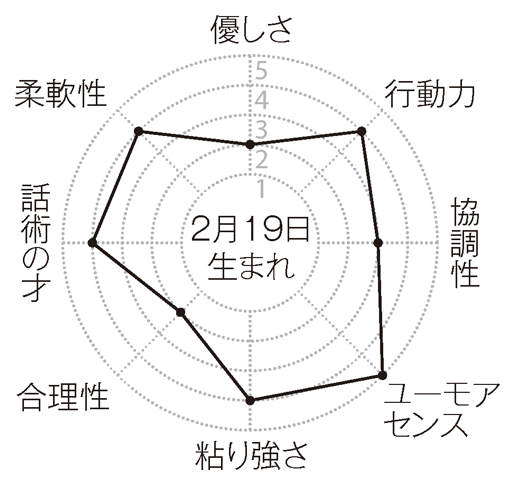 優しさ
行動力
協調性
ユーモア
センス
粘り強さ
合理性
話術の才
柔軟性
5
4
3
2
1
2月19日
生まれ